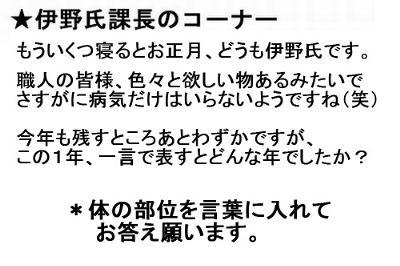 ★伊野氏課長のコーナー
もういくつ寝るとお正月、どうも伊野氏です。
職人の皆様、色々と欲しい物あるみたいで
さすがに病気だけはいらないようですね（笑）
今年も残すところあとわずかですが、
この１年、一言で表すとどんな年でしたか？
＊体の部位を言葉に入れて
お答え願います。